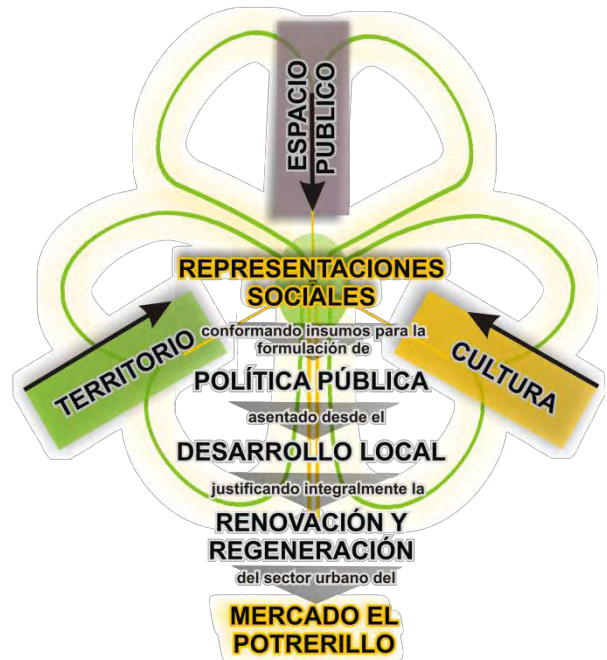 ESPACIO
PUBLICO
REPRESENTACIONES
SOCIALES
TERRITORIO
CULTURA
conformando insumos para la
formulación de
POLÍTICA PÚBLICA
asentado desde el
DESARROLLO LOCAL
justificando integralmente la
RENOVACIÓN Y
REGENERACIÓN
del sector urbano del
MERCADO EL
POTRERILLO